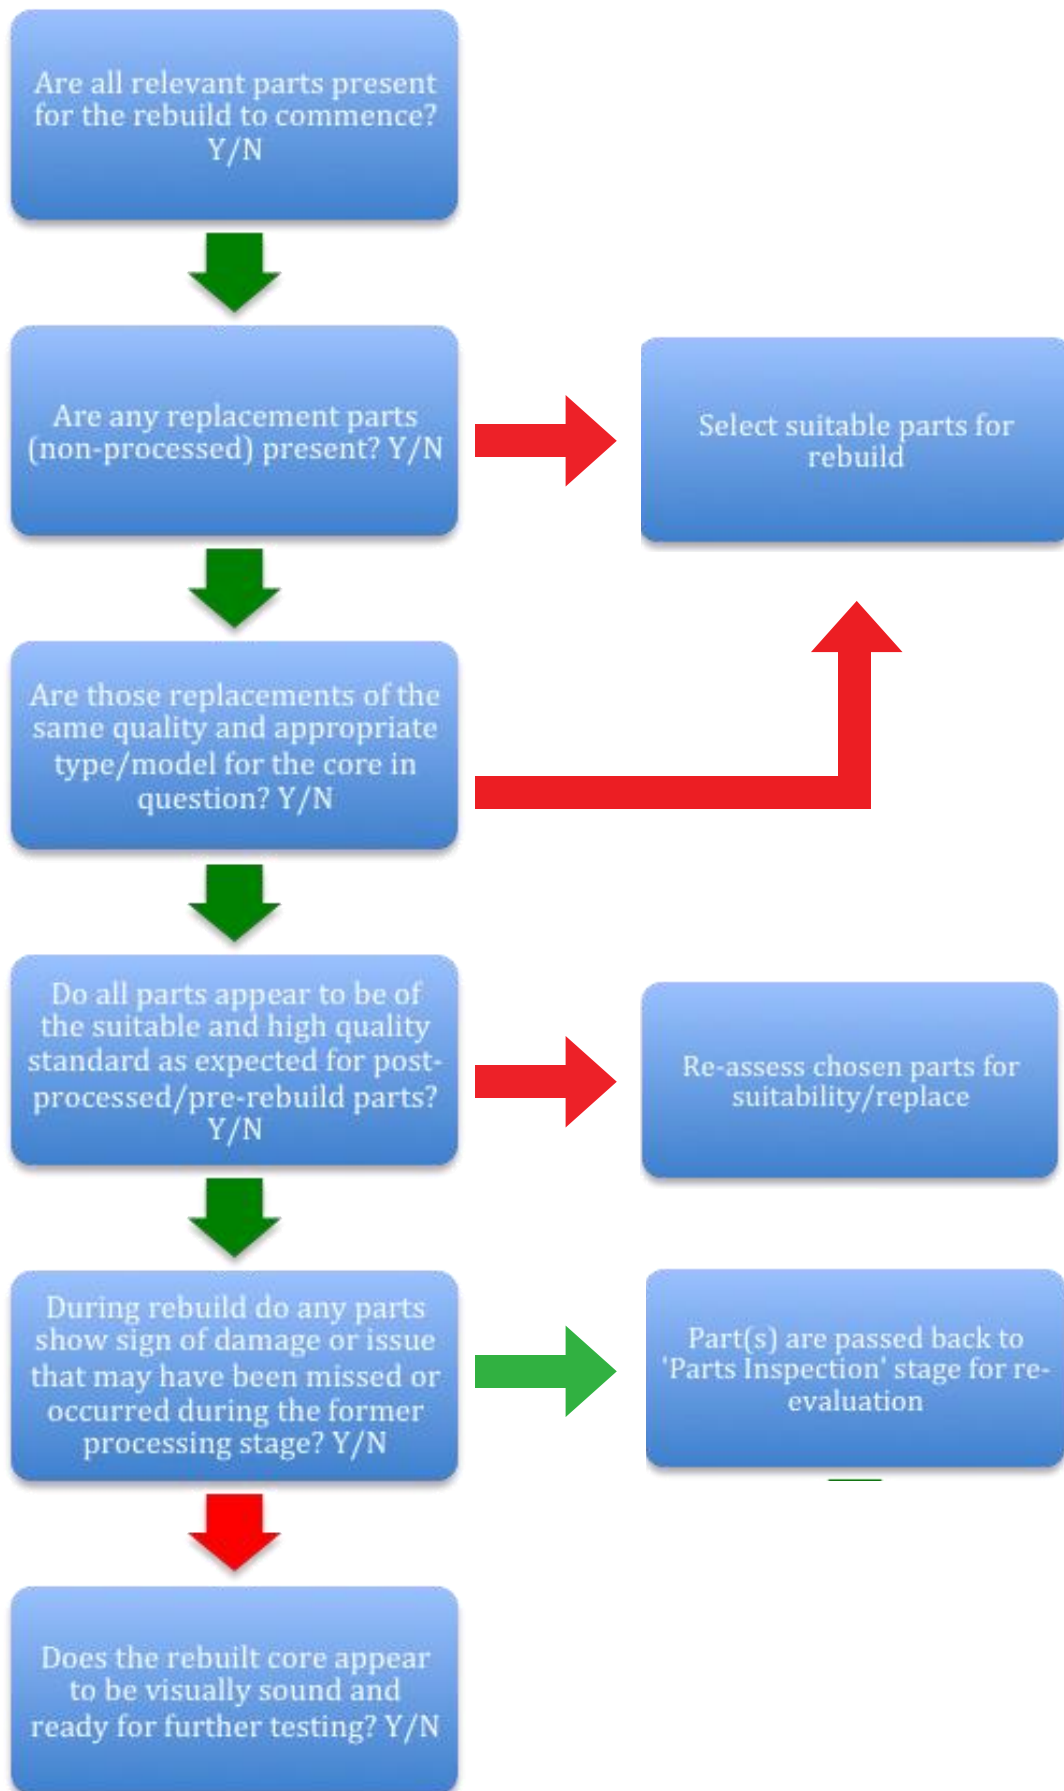 Are all relevant parts present
for the rebuild to commence?
Y/N
Are any replacement parts
(non-processed) present? Y/N
Select suitable parts for
rebuild
Are those replacements of the
same quality and appropriate
type/model for the core in
question? Y/N
Do all parts appear to be of
the suitable and high quality
standard as expected for post-
processed/pre-rebuild parts?
Y/N
Re-assess chosen parts for
suitability/replace
During rebuild do any parts
show sign of damage or issue
that may have been missed or
occurred during the former
processing stage? Y/N
Part(s) are passed back to
'Parts Inspection' stage for re-
evaluation
Does the rebuilt core appear
to be visually sound and
ready for further testing? Y/N